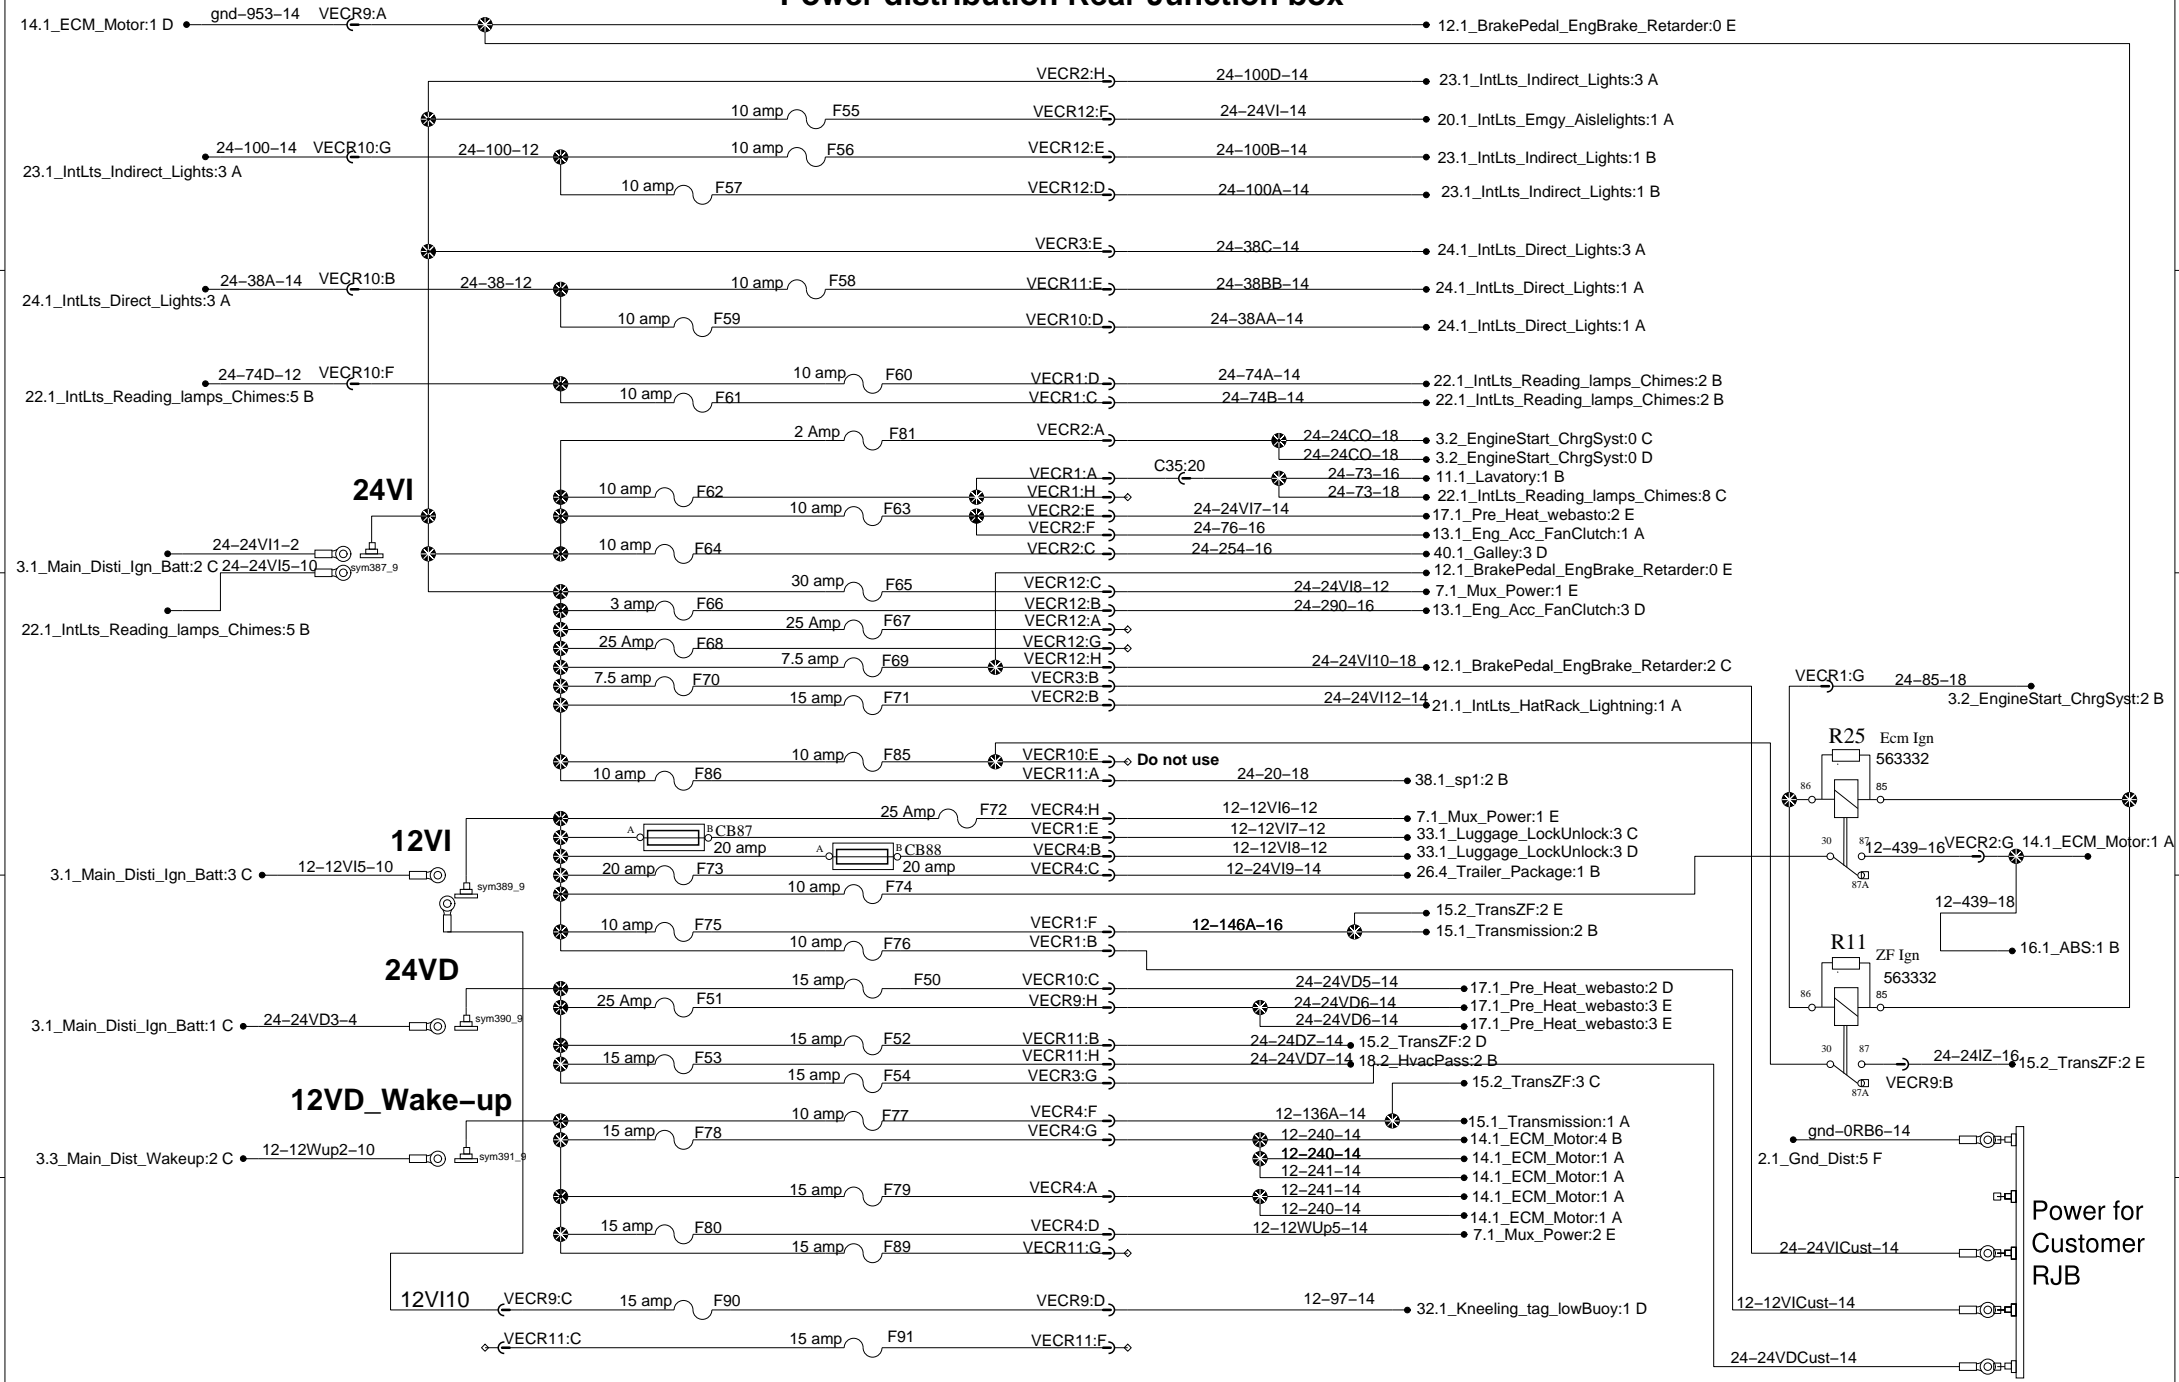 Power distribution Rear Junction box
14.1_ECM_Motor:1 D gnd-953-14 VECR9:A 12.1_BrakePedal_EngBrake_Retarder:0 E
VECR2:H 24-100D-14 23.1_IntLts_Indirect_Lights:3 A
10 amp F55 VECR12:F 24-24VI-14 20.1_IntLts_Emgy_Aislelights:1 A
24-100-14 VECR10:G 24-100-12 10 amp F56 VECR12:E 24-100B-14 23.1_IntLts_Indirect_Lights:1 B
23.1_IntLts_Indirect_Lights:3 A
10 amp F57 VECR12:D 24-100A-14 23.1_IntLts_Indirect_Lights:1 B
VECR3:E 24-38C-14 24.1_IntLts_Direct_Lights:3 A
24-38A-14 VECR10:B 24-38-12 10 amp F58 VECR11:E 24-38BB-14 24.1_IntLts_Direct_Lights:1 A
24.1_IntLts_Direct_Lights:3 A
10 amp F59 VECR10:D 24-38AA-14 24.1_IntLts_Direct_Lights:1 A
24-74D-12 VECR10:F 10 amp F60 VECR1:D 24-74A-14 22.1_IntLts_Reading_lamps_Chimes:2 B
22.1_IntLts_Reading_lamps_Chimes:5 B 10 amp F61 VECR1:C 24-74B-14 22.1_IntLts_Reading_lamps_Chimes:2 B
2 Amp F81 VECR2:A 24-24CO-18 3.2_EngineStart_ChrgSyst:0 C
24-24CO-18 3.2_EngineStart_ChrgSyst:0 D
VECR1:A C35:20 24-73-16 11.1_Lavatory:1 B
24VI 10 amp F62 VECR1:H 24-73-18 22.1_IntLts_Reading_lamps_Chimes:8 C
10 amp F63 VECR2:E 24-24VI7-14 17.1_Pre_Heat_webasto:2 E
VECR2:F 24-76-16 13.1_Eng_Acc_FanClutch:1 A
24-24VI1-2 10 amp F64 VECR2:C 24-254-16 40.1_Galley:3 D
3.1_Main_Disti_Ign_Batt:2 C 24-24VI5-10 sym387_9 12.1_BrakePedal_EngBrake_Retarder:0 E
30 amp F65 VECR12:C 24-24VI8-12 7.1_Mux_Power:1 E
3 amp F66 VECR12:B 24-290-16 13.1_Eng_Acc_FanClutch:3 D
22.1_IntLts_Reading_lamps_Chimes:5 B 25 Amp F67 VECR12:A
25 Amp F68 VECR12:G
7.5 amp F69 VECR12:H 24-24VI10-18 12.1_BrakePedal_EngBrake_Retarder:2 C
7.5 amp F70 VECR3:B VECR1:G 24-85-18
15 amp F71 VECR2:B 24-24VI12-14 21.1_IntLts_HatRack_Lightning:1 A 3.2_EngineStart_ChrgSyst:2 B
R25 Ecm Ign
10 amp F85 VECR10:E Do not use 563332
10 amp F86 VECR11:A 24-20-18 38.1_sp1:2 B
86 85
25 Amp F72 VECR4:H 12-12VI6-12 7.1_Mux_Power:1 E
12VI A B CB87 VECR1:E 12-12VI7-12 33.1_Luggage_LockUnlock:3 C
20 amp A B CB88 VECR4:B 12-12VI8-12 33.1_Luggage_LockUnlock:3 D
30 87 12-439-16 VECR2:G 14.1_ECM_Motor:1 A
3.1_Main_Disti_Ign_Batt:3 C 12-12VI5-10 20 amp F73 20 amp VECR4:C 12-24VI9-14 26.4_Trailer_Package:1 B
sym389_9 10 amp F74 87A
12-439-18
15.2_TransZF:2 E
10 amp F75 VECR1:F 12-146A-16 15.1_Transmission:2 B
10 amp F76 VECR1:B R11 ZF Ign 16.1_ABS:1 B
24VD 563332
15 amp F50 VECR10:C 24-24VD5-14 17.1_Pre_Heat_webasto:2 D
86 85
25 Amp F51 VECR9:H 24-24VD6-14 17.1_Pre_Heat_webasto:3 E
3.1_Main_Disti_Ign_Batt:1 C 24-24VD3-4 sym390_9 24-24VD6-14 17.1_Pre_Heat_webasto:3 E
15 amp F52 VECR11:B 24-24DZ-14 15.2_TransZF:2 D
30 87
15 amp F53 VECR11:H 24-24VD7-14 18.2_HvacPass:2 B 24-24IZ-16 15.2_TransZF:2 E
15 amp F54 VECR3:G 15.2_TransZF:3 C VECR9:B
87A
12VD_Wake-up
10 amp F77 VECR4:F 12-136A-14 15.1_Transmission:1 A
15 amp F78 VECR4:G 12-240-14 14.1_ECM_Motor:4 B gnd-0RB6-14
3.3_Main_Dist_Wakeup:2 C 12-12Wup2-10 sym391_9 12-240-14 14.1_ECM_Motor:1 A 2.1_Gnd_Dist:5 F
12-241-14 14.1_ECM_Motor:1 A
15 amp F79 VECR4:A 12-241-14 14.1_ECM_Motor:1 A
12-240-14 14.1_ECM_Motor:1 A
15 amp F80 VECR4:D 12-12WUp5-14 7.1_Mux_Power:2 E
15 amp F89 VECR11:G 24-24VICust-14
Power for
Customer
RJB
12VI10 VECR9:C 15 amp F90 VECR9:D 12-97-14 32.1_Kneeling_tag_lowBuoy:1 D 12-12VICust-14
VECR11:C 15 amp F91 VECR11:F
24-24VDCust-14